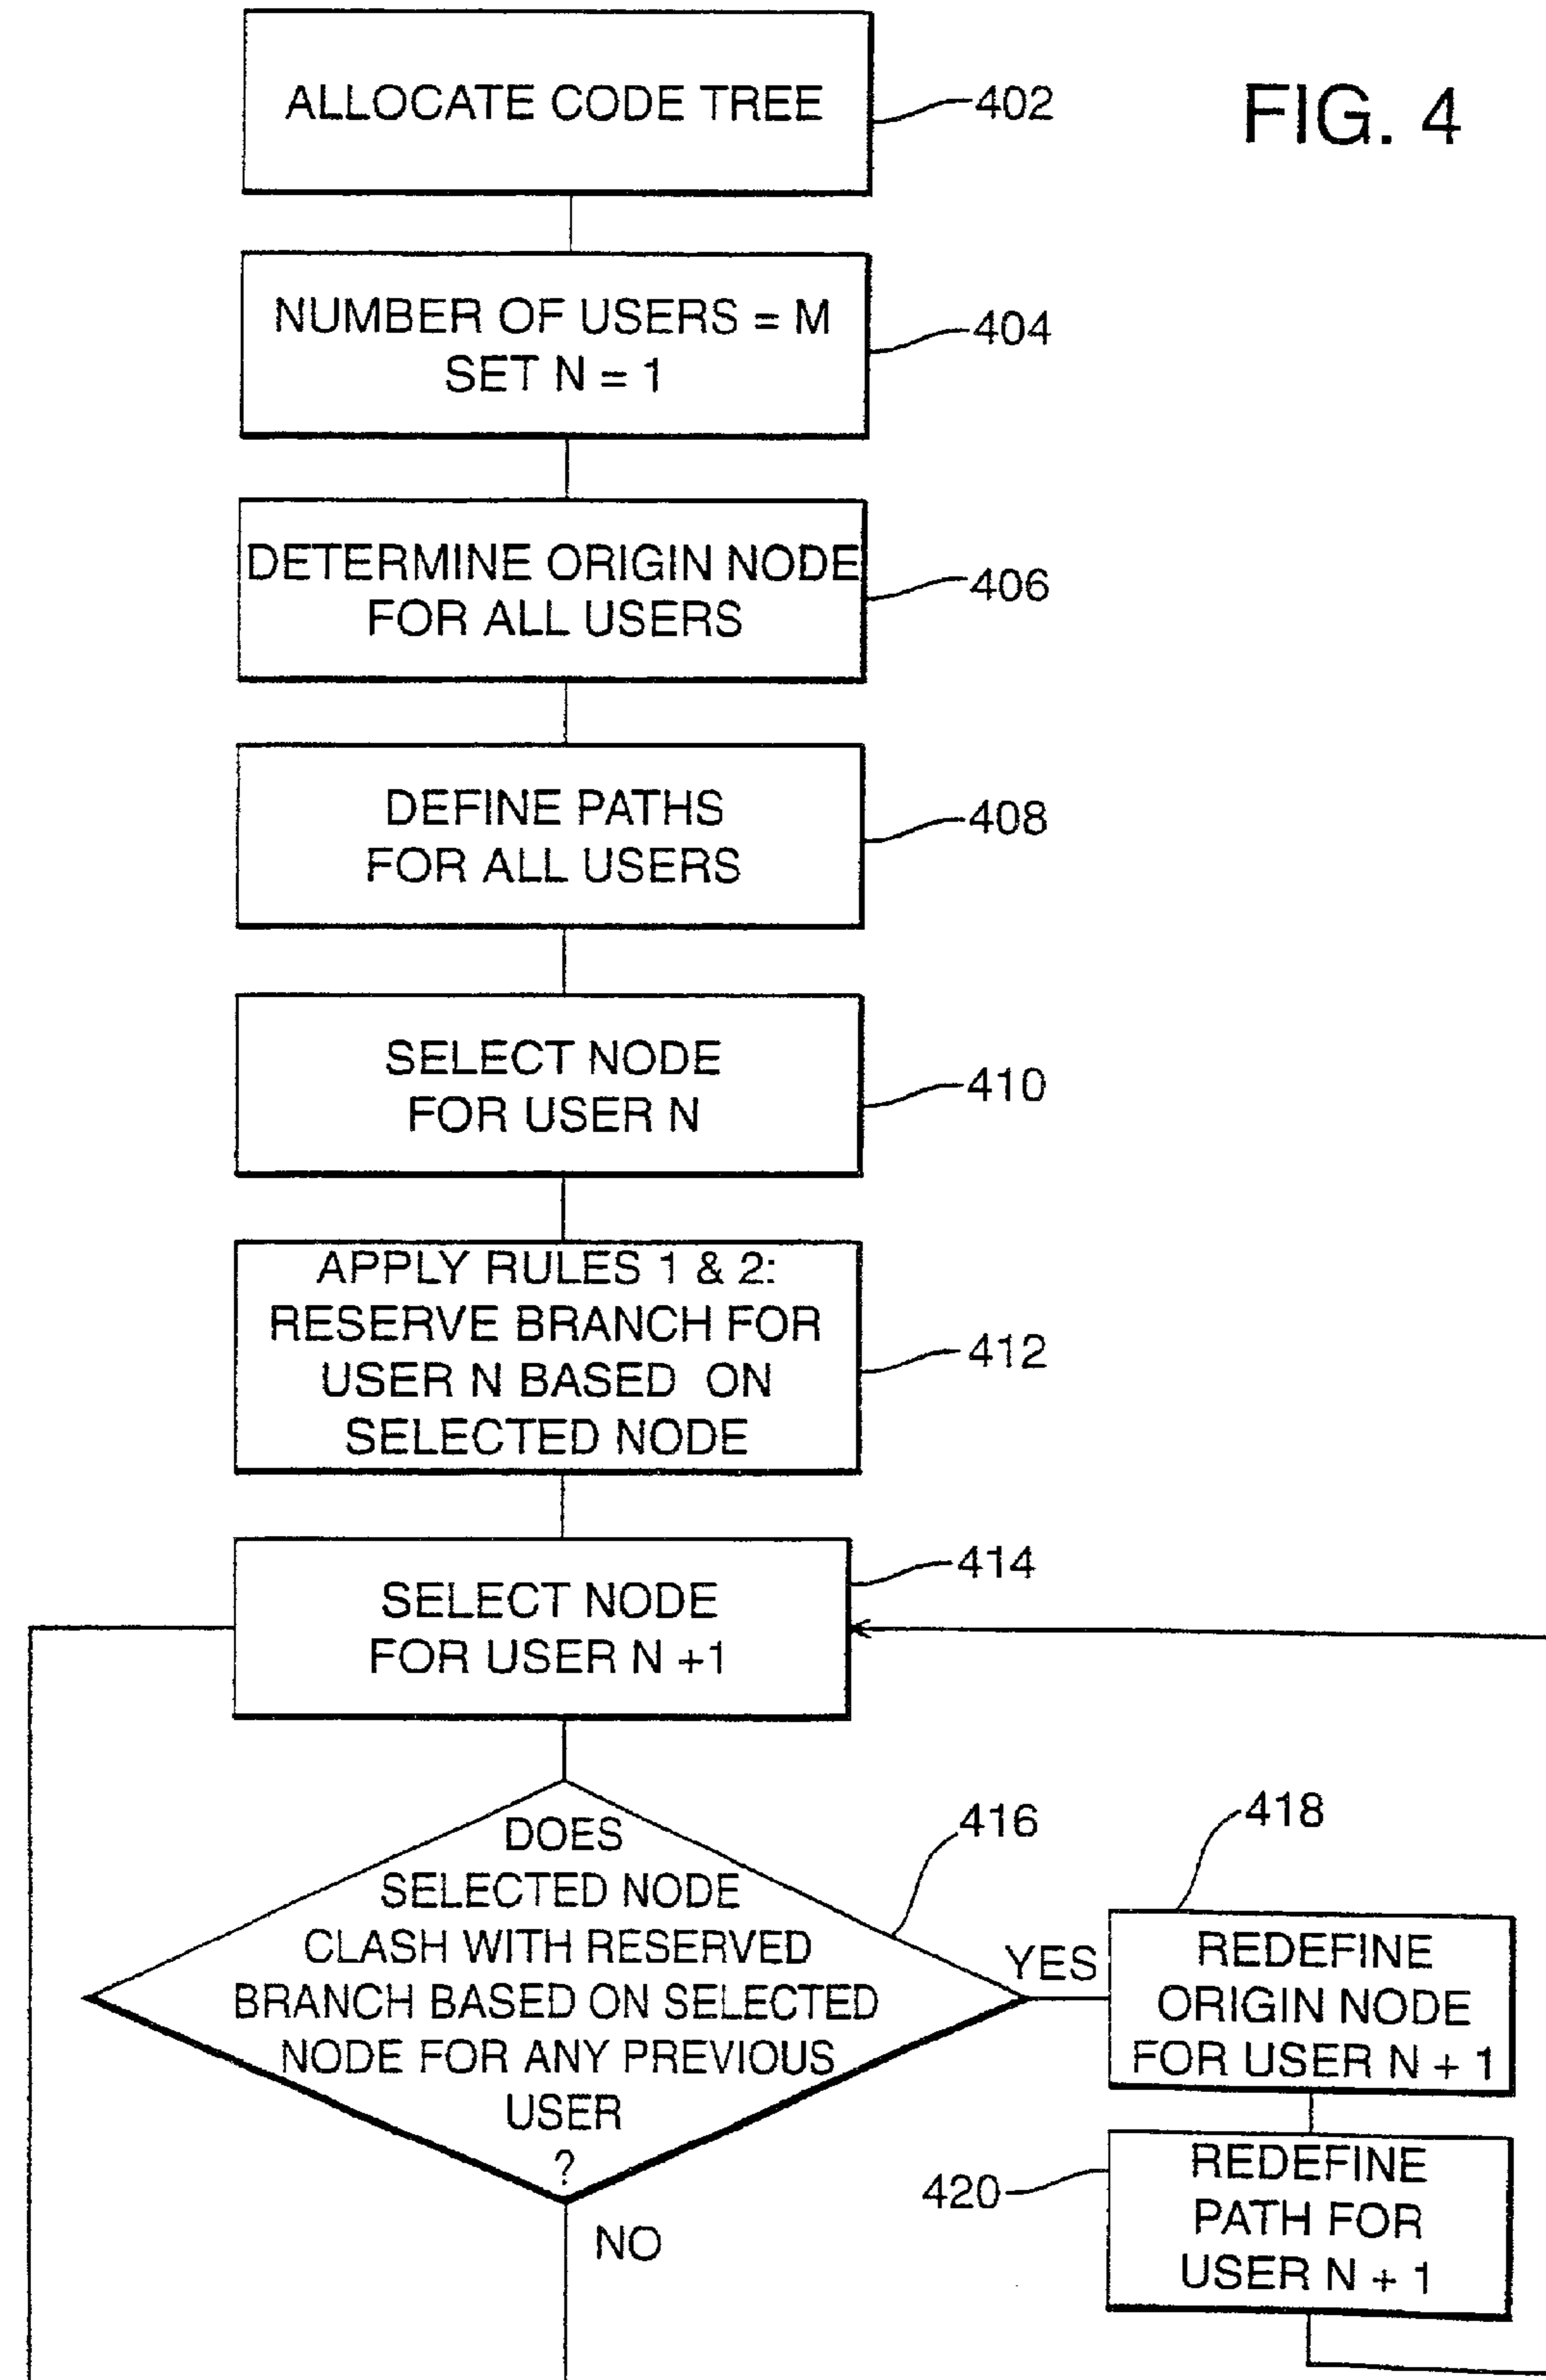 FIG. 4
ALLOCATE CODE TREE
402
NUMBER OF USERS = M
SET N = 1
404
DETERMINE ORIGIN NODE
FOR ALL USERS
406
DEFINE PATHS
FOR ALL USERS
408
SELECT NODE
FOR USER N
410
APPLY RULES 1 & 2:
RESERVE BRANCH FOR
USER N BASED ON
SELECTED NODE
412
SELECT NODE
FOR USER N +1
414
DOES
SELECTED NODE
CLASH WITH RESERVED
BRANCH BASED ON SELECTED
NODE FOR ANY PREVIOUS
USER
?
416
YES
NO
418
REDEFINE
ORIGIN NODE
FOR USER N + 1
420
REDEFINE
PATH FOR
USER N + 1